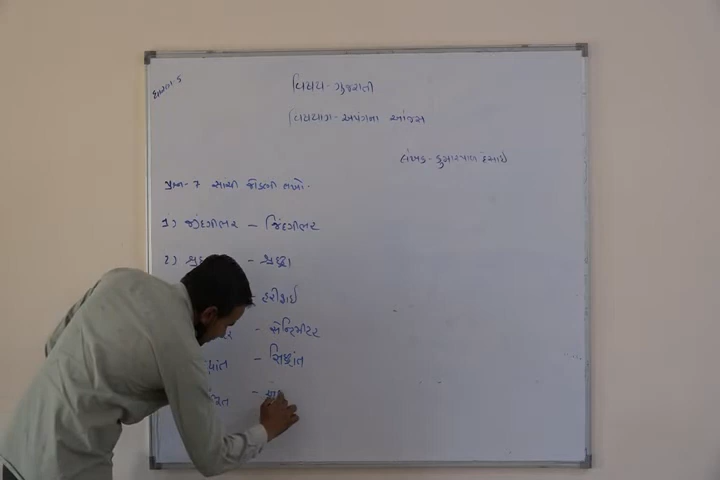 ધોરણ-૬
વિષય- ગુજરાતી
વિષયાંગ- અપંગના ઓજસ
લેખક- કુમારપાળ દેસાઈ
પ્રશ્ન- 7 સાચી જોડણી લખો.
1) જીંદગીભર - જિંદગીભર
2) - શ્રદ્ધા
- હરીફાઈ
- સેન્ટિમીટર
- સિદ્ધાંત